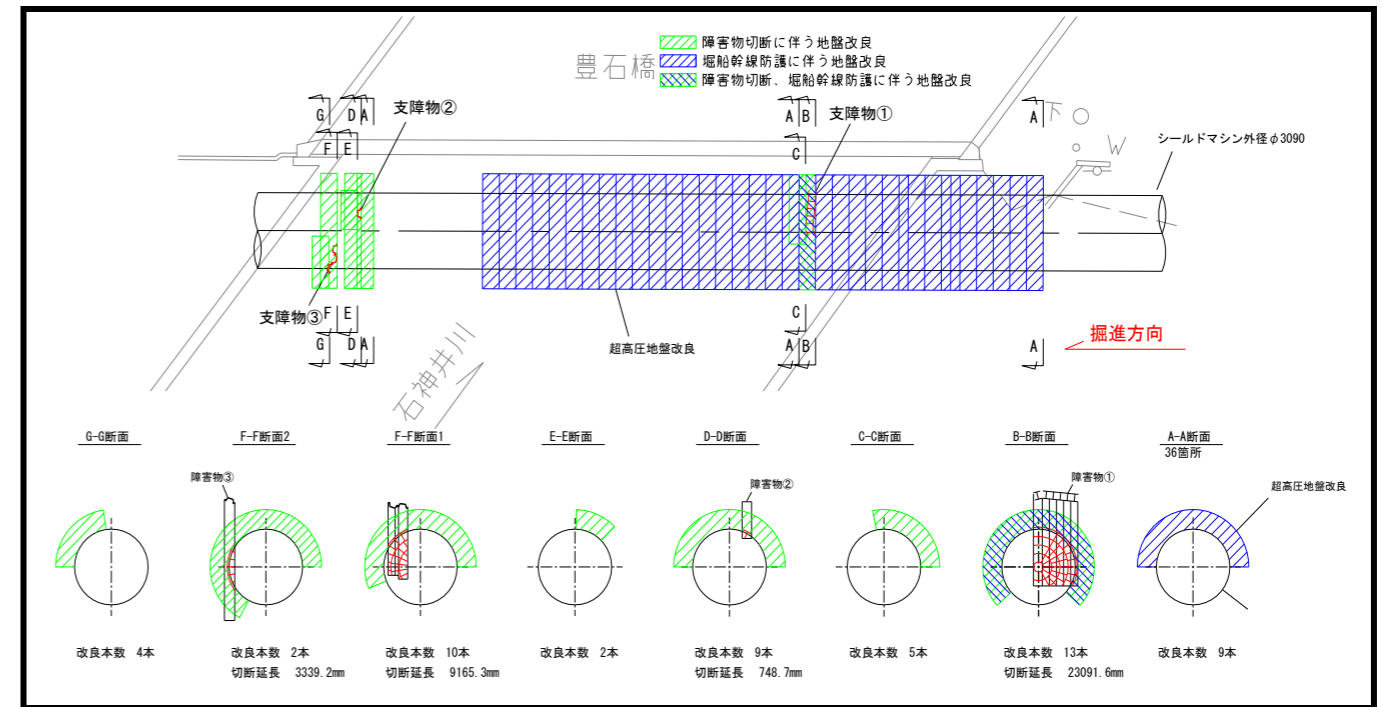 障害物切断に伴う地盤改良
豊石橋
堀船幹線防護に伴う地盤改良
障害物切断、堀船幹線防護に伴う地盤改良
G
D
A
支障物②
A
B
支障物①
A
下
W
シールドマシン外径φ3090
F
E
C
支障物③
F
E
C
G
D
A
石神井川
超高圧地盤改良
A
B
A
掘進方向
G-G断面
F-F断面2
F-F断面1
E-E断面
D-D断面
C-C断面
B-B断面
A-A断面
36箇所
障害物③
障害物②
障害物①
超高圧地盤改良
改良本数 4本
改良本数 2本
切断延長 3339.2mm
改良本数 10本
切断延長 9165.3mm
改良本数 2本
改良本数 9本
切断延長 748.7mm
改良本数 5本
改良本数 13本
切断延長 23091.6mm
改良本数 9本